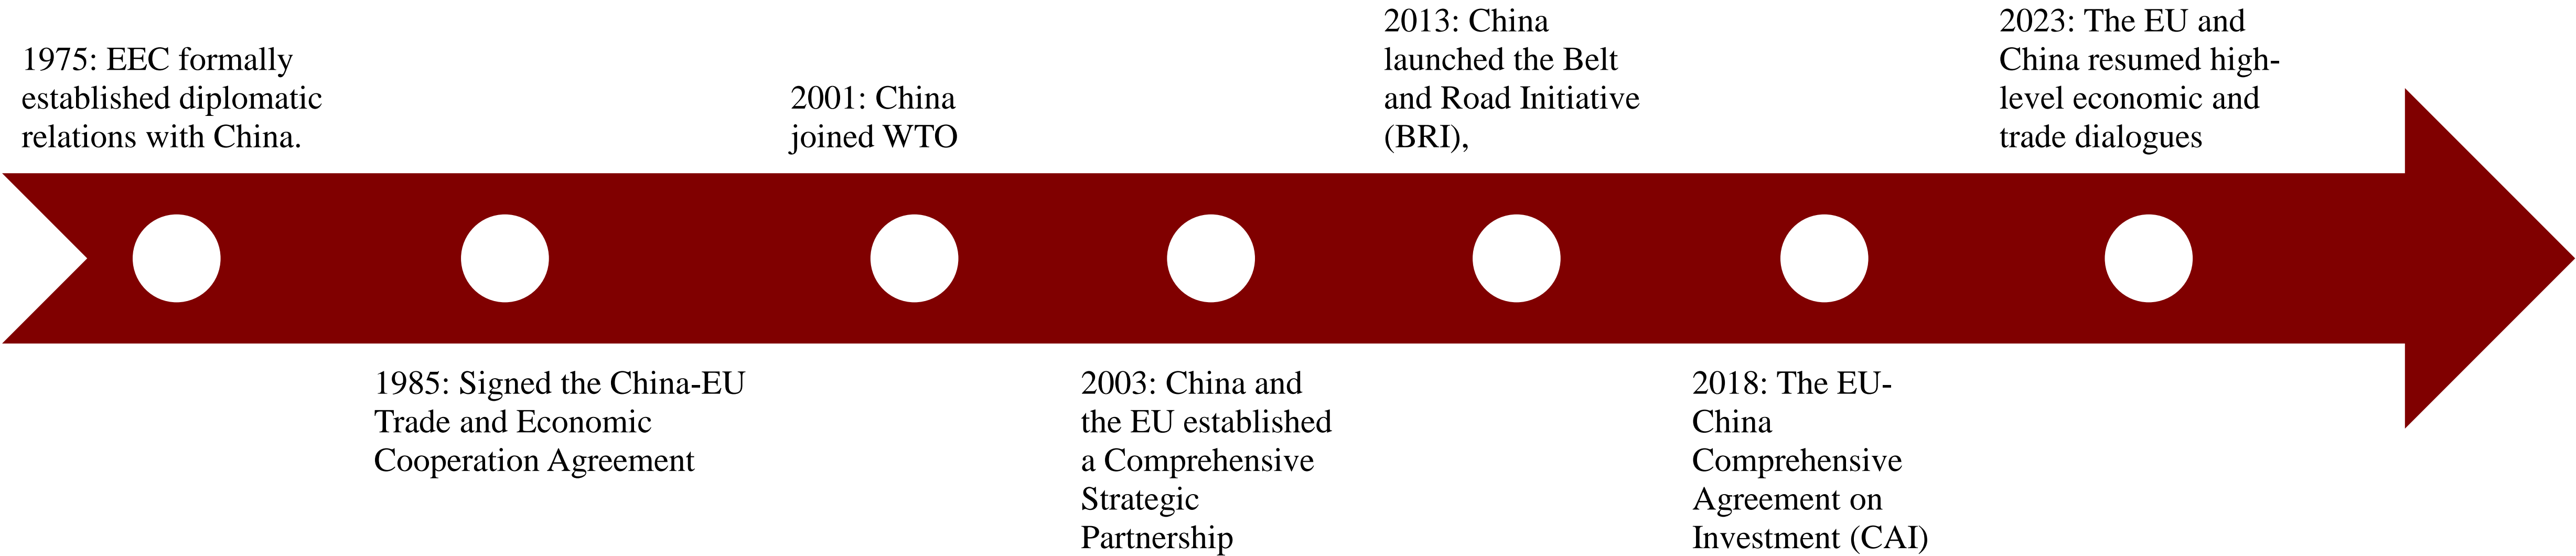 1975: EEC formally
established diplomatic
relations with China.
1985: Signed the China-EU
Trade and Economic
Cooperation Agreement
2001: China
joined WTO
2003: China and
the EU established
a Comprehensive
Strategic
Partnership
2013: China
launched the Belt
and Road Initiative
(BRI),
2018: The EU-
China
Comprehensive
Agreement on
Investment (CAI)
2023: The EU and
China resumed high-
level economic and
trade dialogues